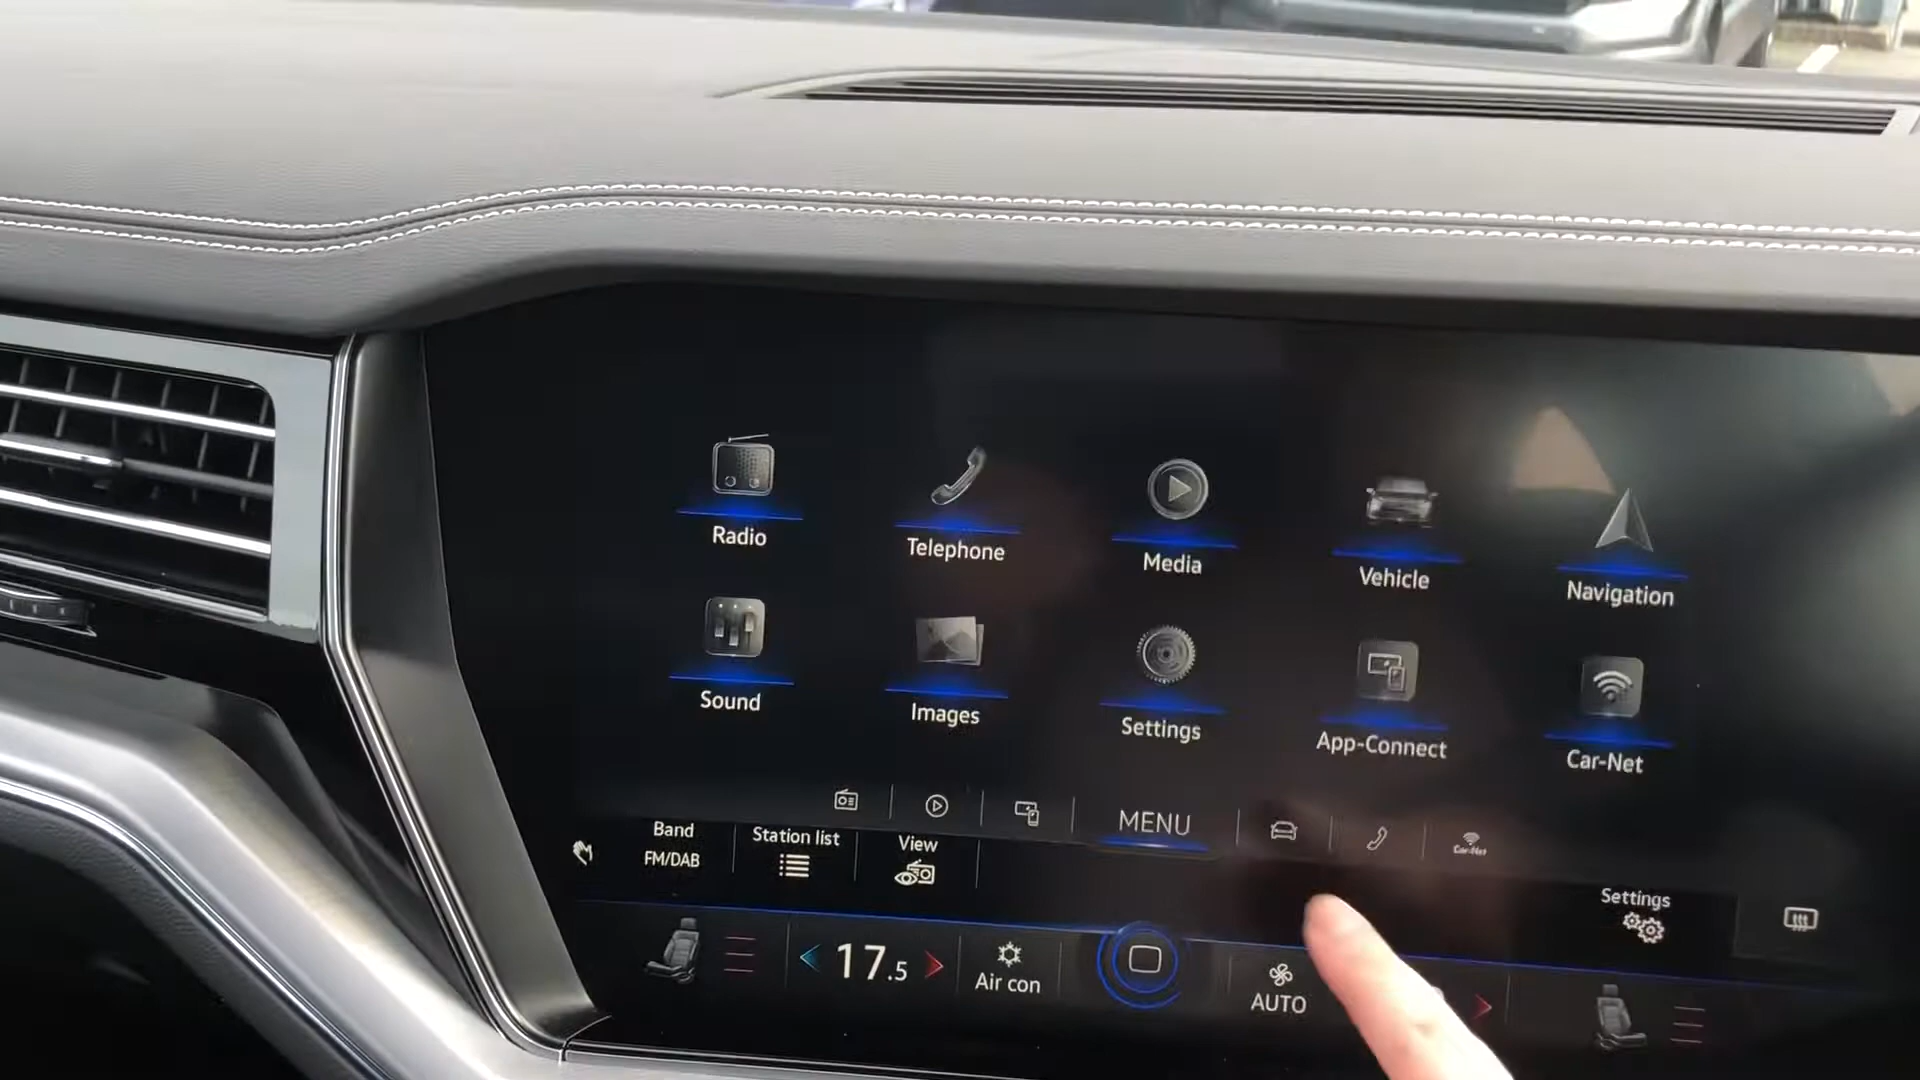 Radio
Telephone
Media
Vehicle
Navigation
Sound
Images
Settings
App-Connect
Car-Net
MENU
Car-Net
Band
FM/DAB
Station list
View
Settings
17.5
Air con
AUTO